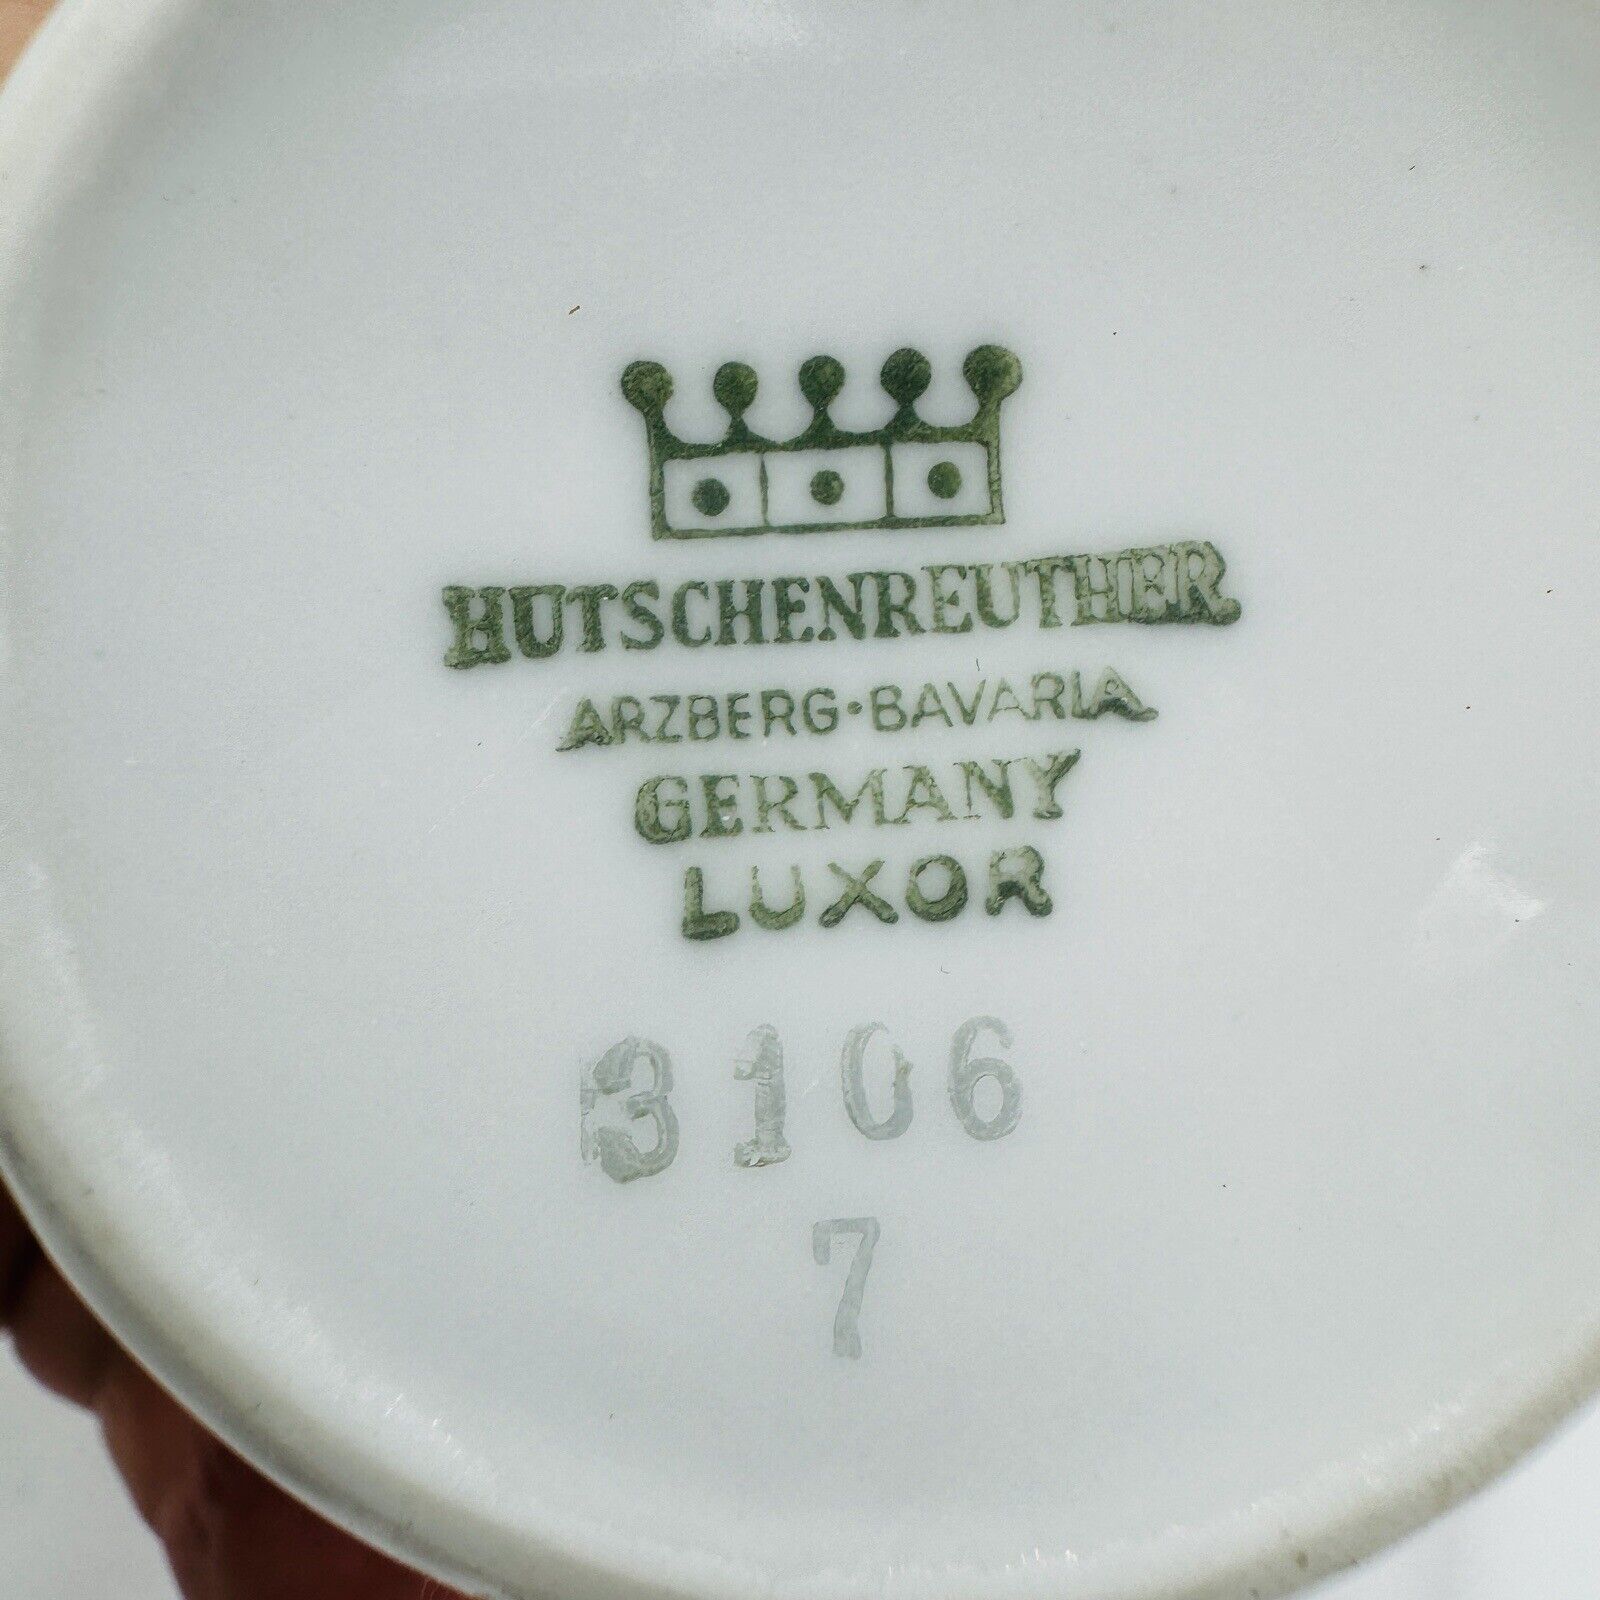 HUTSCHENREUTHER
ARZBERG·BAVARIA
GERMANY
LUXOR
3106
7